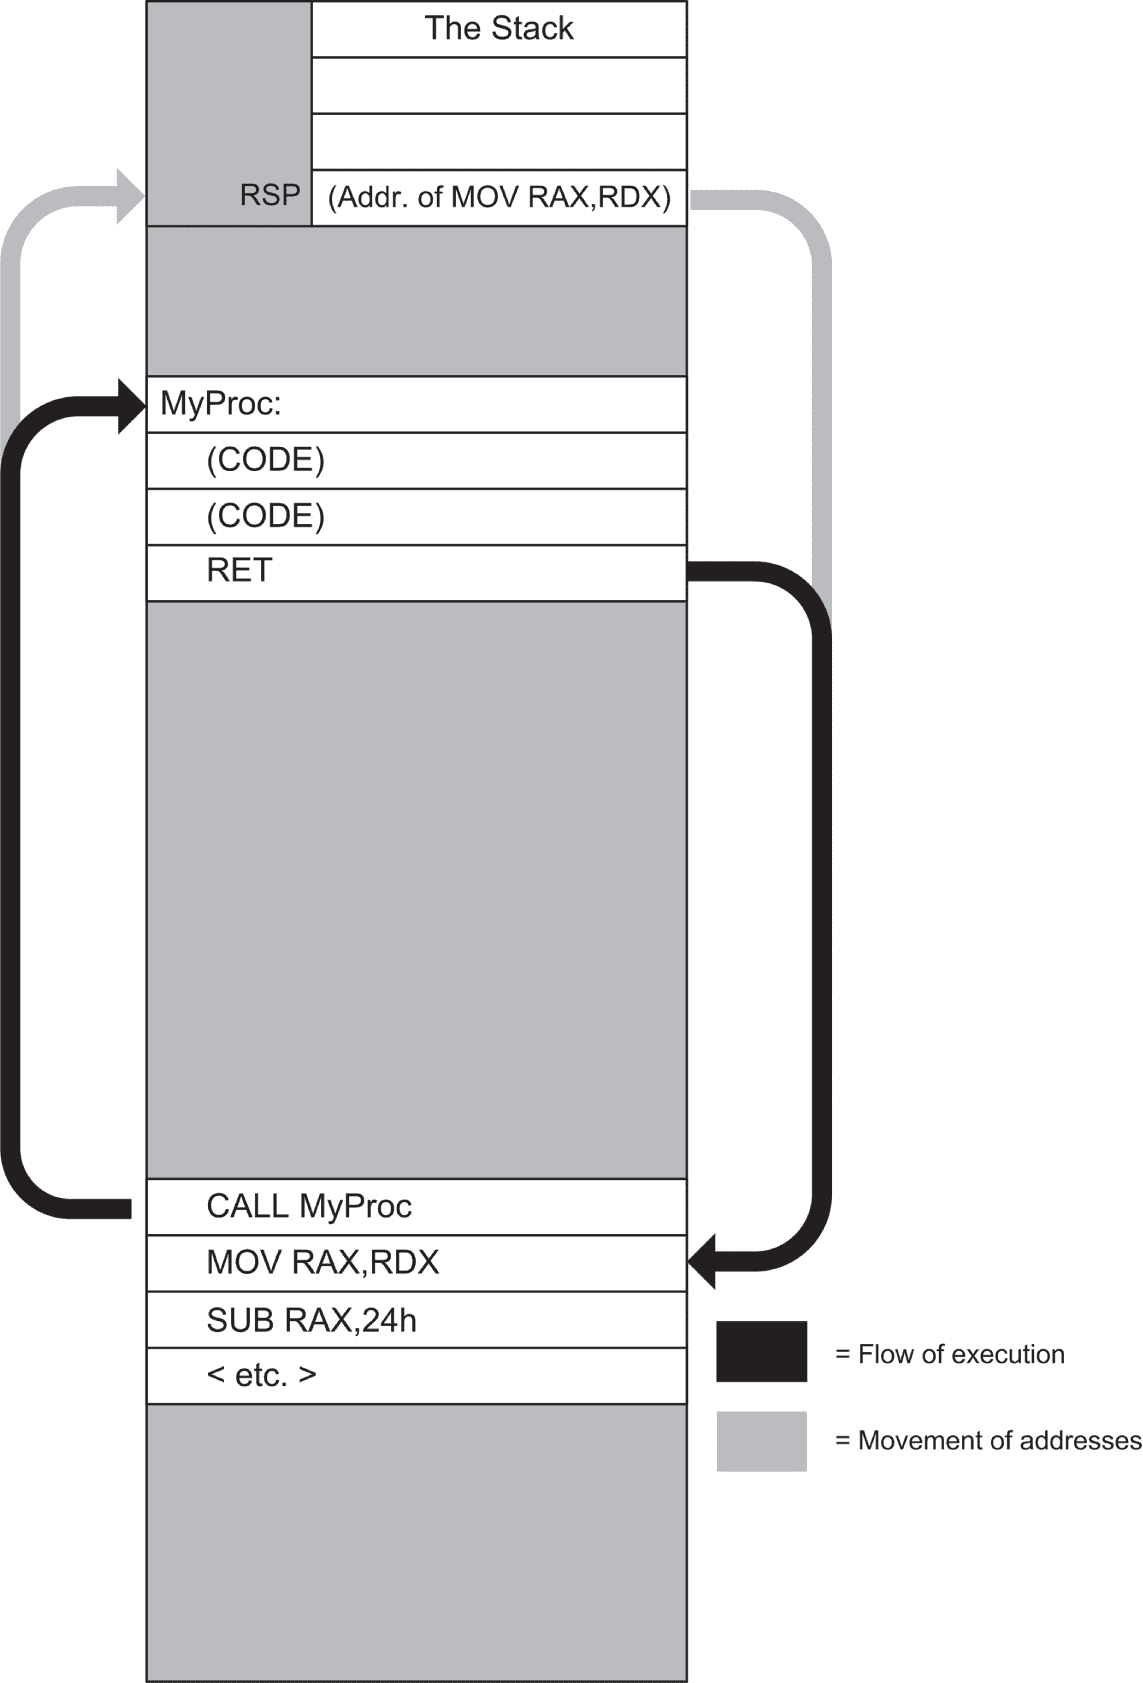 The Stack
RSP
(Addr. of MOV RAX,RDX)
MyProc:
(CODE)
(CODE)
RET
CALL MyProc
MOV RAX,RDX
SUB RAX,24h
< etc. >
= Flow of execution
= Movement of addresses